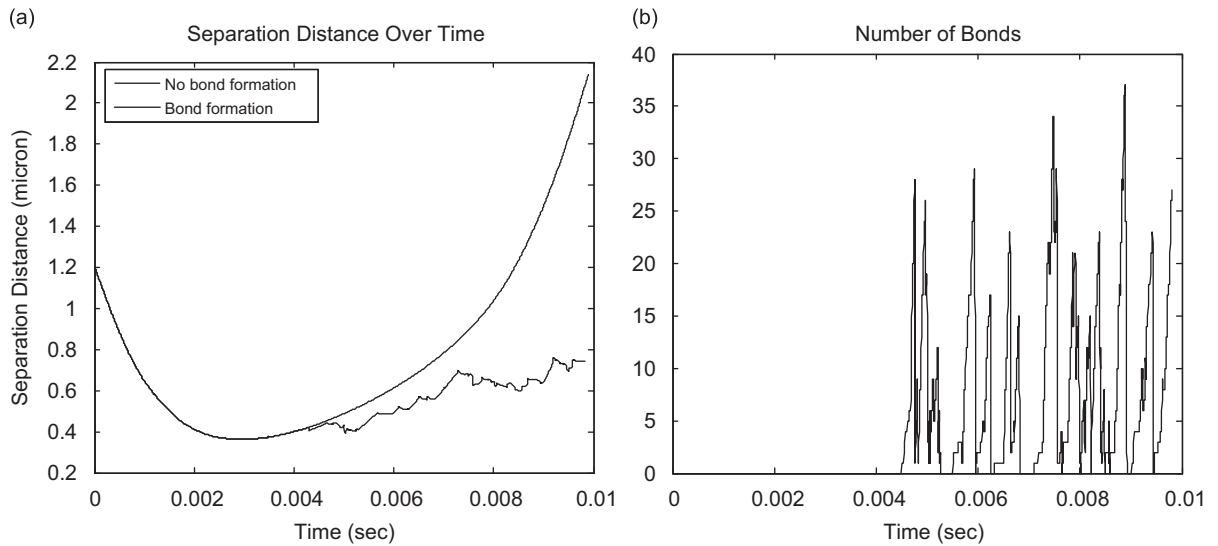 (a)
Separation Distance Over Time
2.2
2
1.8
1.6
1.4
1.2
1
0.8
0.6
0.4
0.2
Separation Distance (micron)
No bond formation
Bond formation
0 0.002 0.004 0.006 0.008 0.01
Time (sec)
(b)
Number of Bonds
40
35
30
25
20
15
10
5
0
0 0.002 0.004 0.006 0.008 0.01
Time (sec)